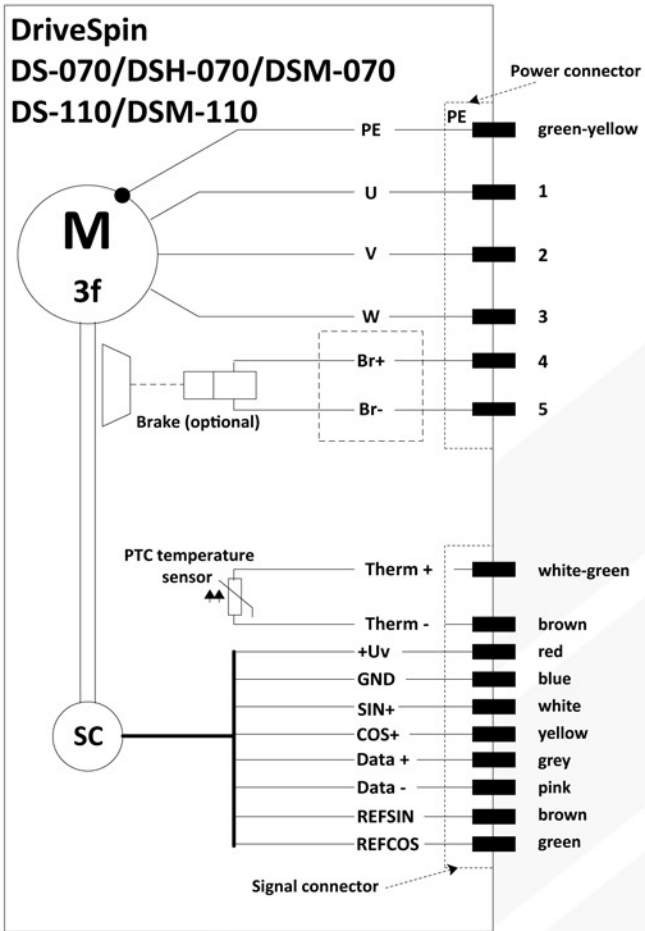 DriveSpin
DS-070/DSH-070/DSM-070
DS-110/DSM-110
Power connector
PE PE green-yellow
U 1
V 2
W 3
M
3f
Br+ 4
Br- 5
Brake (optional)
PTC temperature
sensor
Therm + white-green
Therm - brown
+Uv red
GND blue
SIN+ white
COS+ yellow
SC
Data + grey
Data - pink
REFSIN brown
REFCOS green
Signal connector